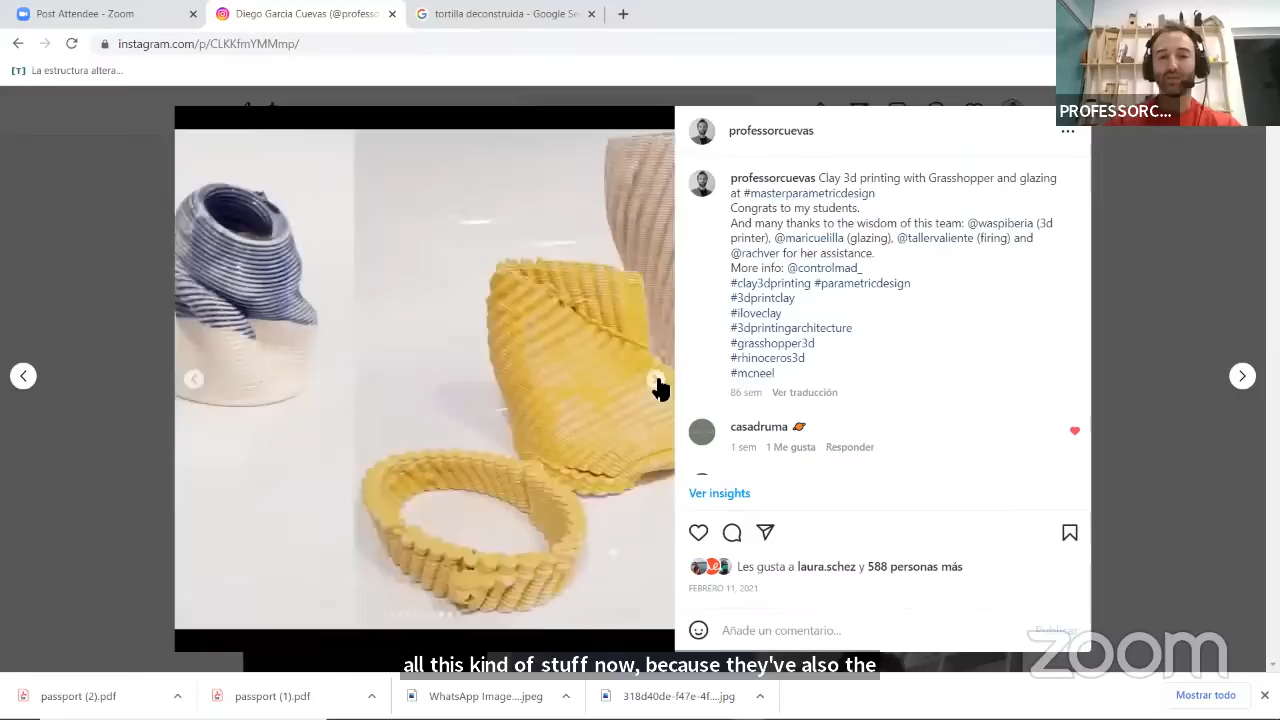 Post Attendee - Zoom
Diego Garcia Cuevas (@professo
tortilla deconstruida - Google Se
instagram.com/p/CLKKfmYMMmp/
[T] La estructura altera...
PROFESSORC...
professorcuevas
professorcuevas Clay 3d printing with Grasshopper and glazing
at #masterparametricdesign
Congrats to my students.
And many thanks to the wisdom of this team: @waspiberia (3d
printer), @maricuelilla (glazing), @tallervaliente (firing) and
@rachver for her assistance.
More info: @controlmad_
#clay3dprinting #parametricdesign
#3dprintclay
#iloveclay
#3dprintingarchitecture
#grasshopper3d
#rhinoceros3d
#mcneel
86 sem Ver traducción
casadruma 🪐
1 sem 1 Me gusta Responder
Ver insights
Les gusta a laura.schez y 588 personas más
FEBRERO 11, 2021
Añade un comentario...
Publicar
zoom
all this kind of stuff now, because they've also the
passport (2).pdf
passport (1).pdf
WhatsApp Image....jpeg
318d40de-f47e-4f....jpg
Mostrar todo